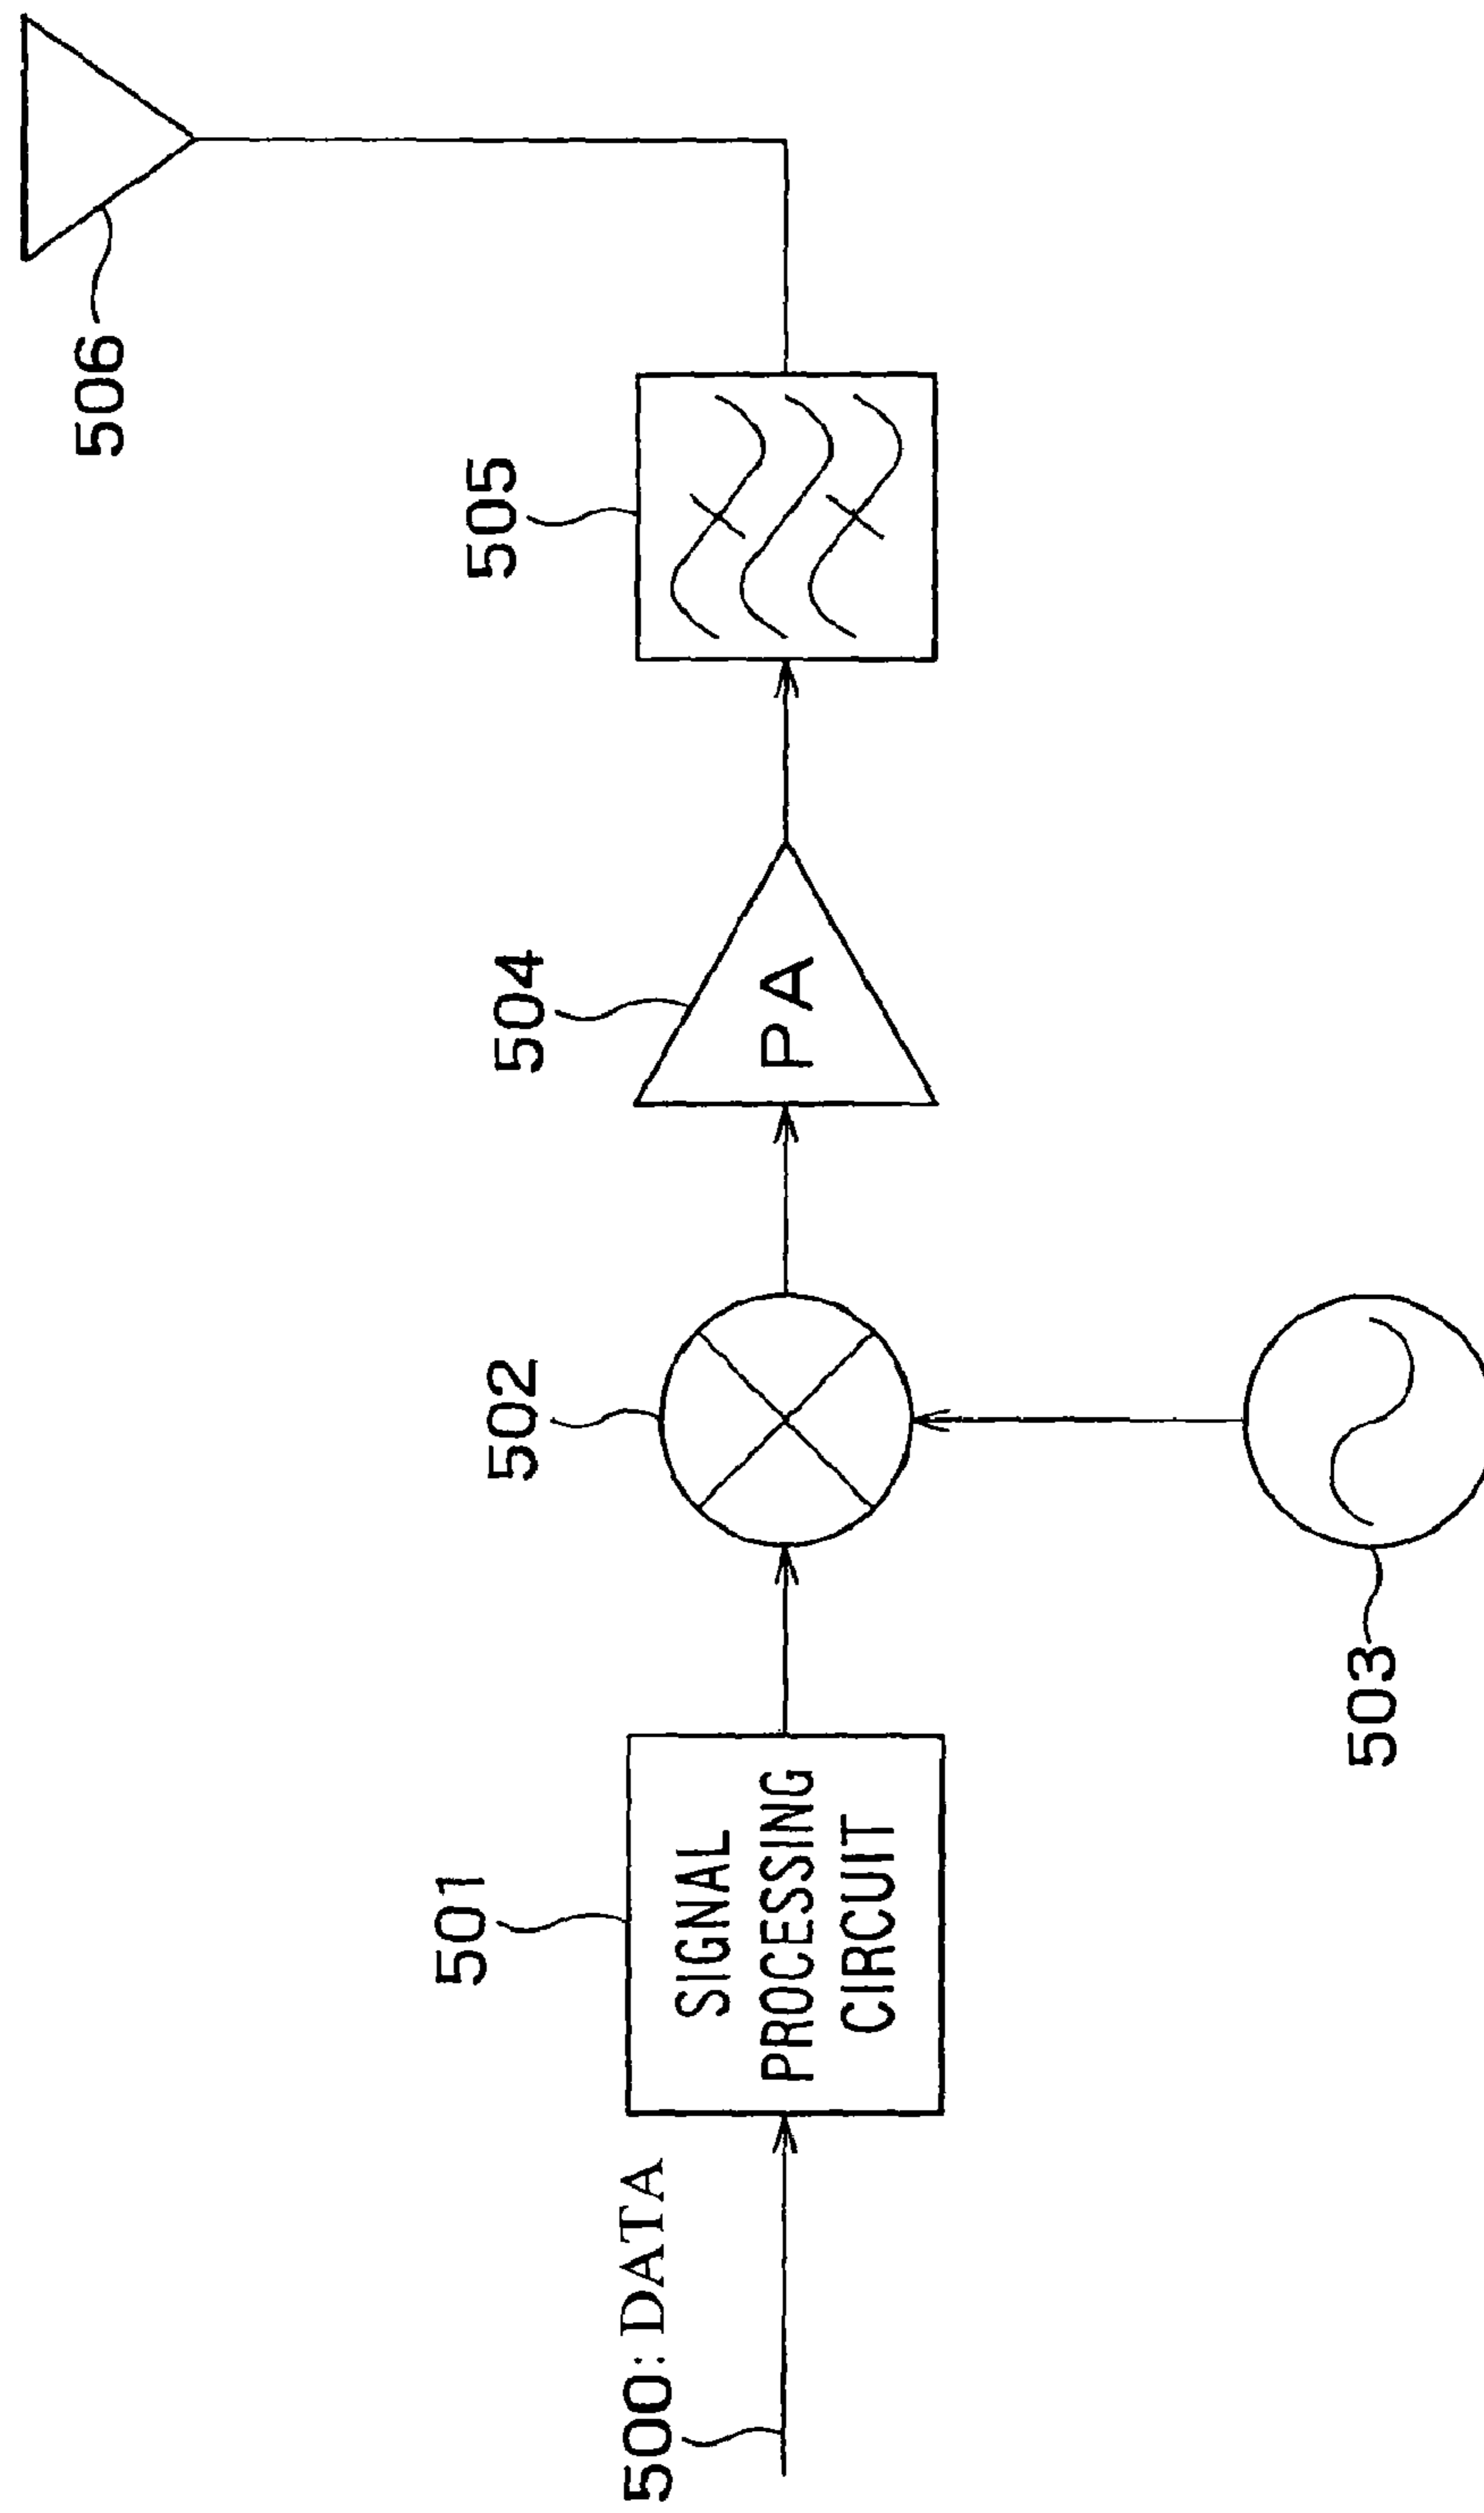 506
505
504
PA
502
503
501
SIGNAL
PROCESSING
CIRCUIT
500: DATA